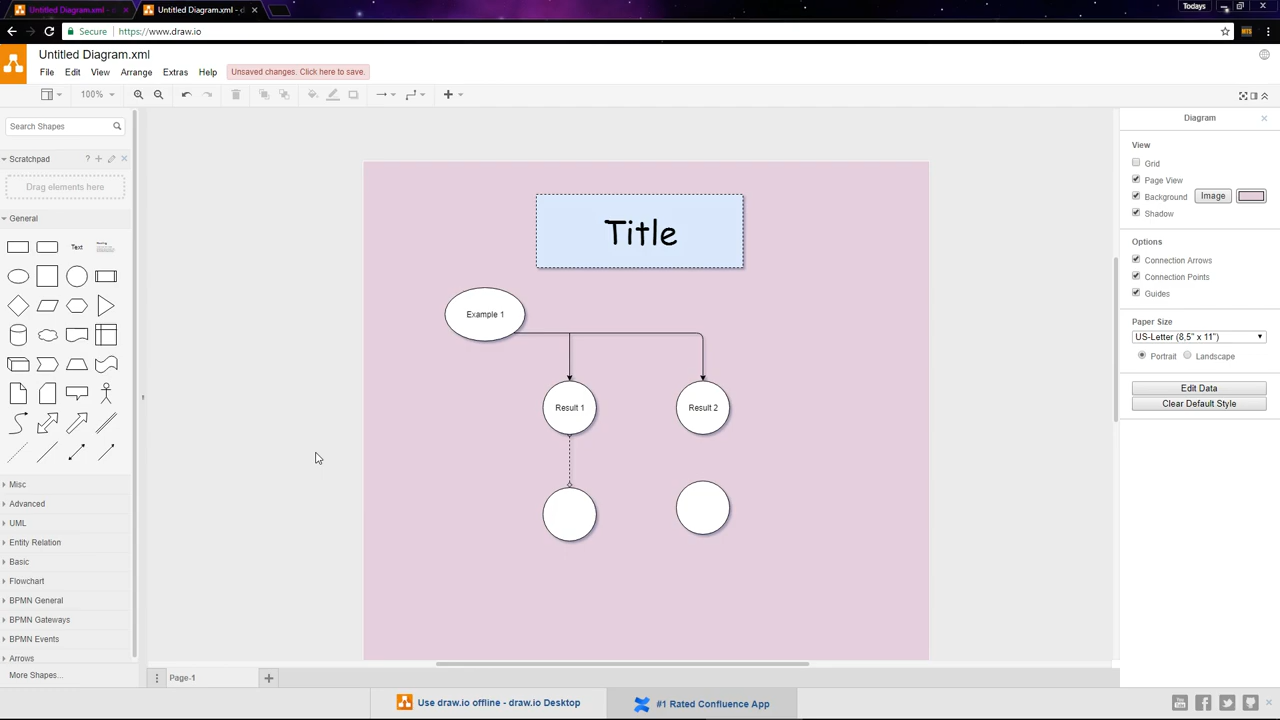 Untitled Diagram.xml -
Untitled Diagram.xml - d
Todays
Secure
https://www.draw.io
MTS
Untitled Diagram.xml
File Edit View Arrange Extras Help
Unsaved changes. Click here to save.
100%
Search Shapes
Scratchpad
?
Drag elements here
General
Text
Misc
Advanced
UML
Entity Relation
Basic
Flowchart
BPMN General
BPMN Gateways
BPMN Events
Arrows
More Shapes...
Title
Example 1
Result 1
Result 2
Page-1
Diagram
View
Grid
Page View
Background
Image
Shadow
Options
Connection Arrows
Connection Points
Guides
Paper Size
US-Letter (8,5" x 11")
Portrait
Landscape
Edit Data
Clear Default Style
Use draw.io offline - draw.io Desktop
#1 Rated Confluence App